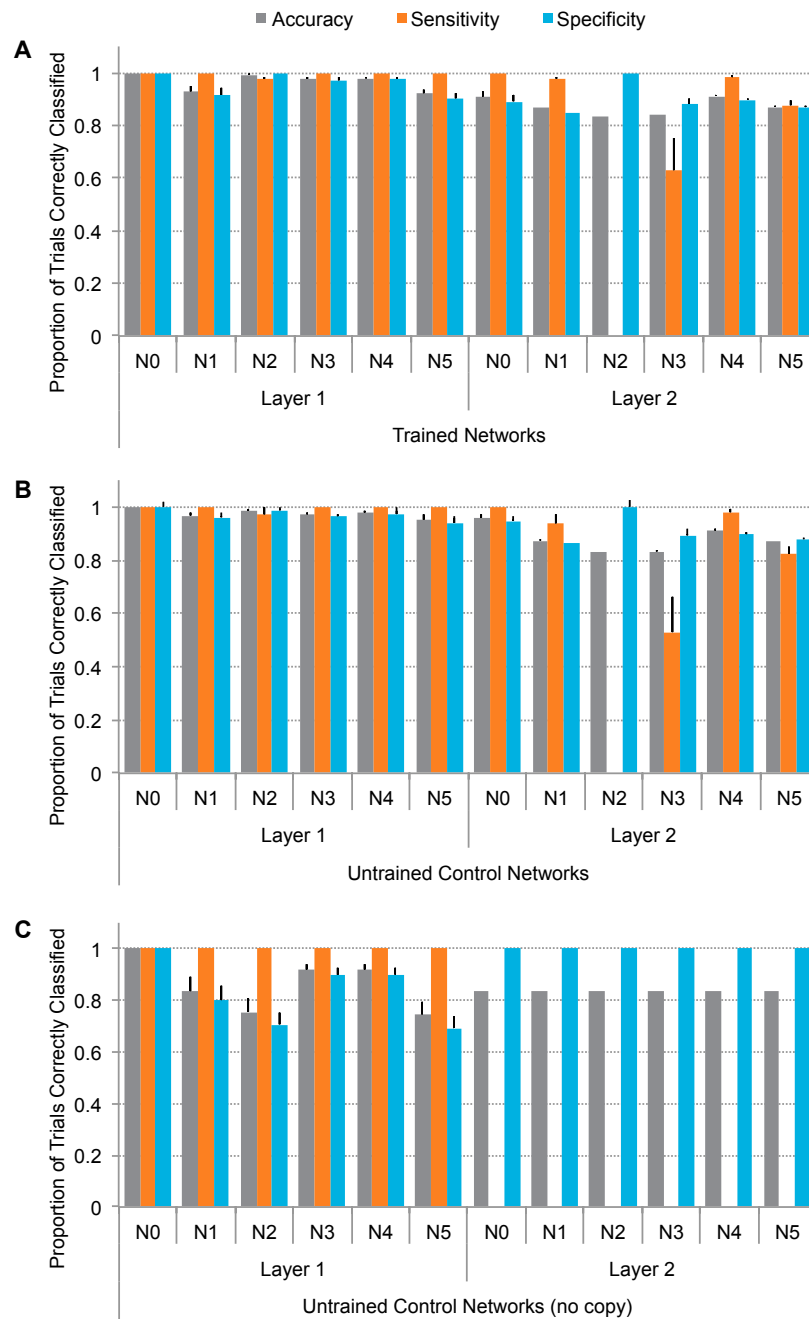 Accuracy Sensitivity Specificity
A
Proportion of Trials Correctly Classified
1
0.8
0.6
0.4
0.2
0
N0 N1 N2 N3 N4 N5 N0 N1 N2 N3 N4 N5
Layer 1 Layer 2
Trained Networks
B
Proportion of Trials Correctly Classified
1
0.8
0.6
0.4
0.2
0
N0 N1 N2 N3 N4 N5 N0 N1 N2 N3 N4 N5
Layer 1 Layer 2
Untrained Control Networks
C
Proportion of Trials Correctly Classified
1
0.8
0.6
0.4
0.2
0
N0 N1 N2 N3 N4 N5 N0 N1 N2 N3 N4 N5
Layer 1 Layer 2
Untrained Control Networks (no copy)